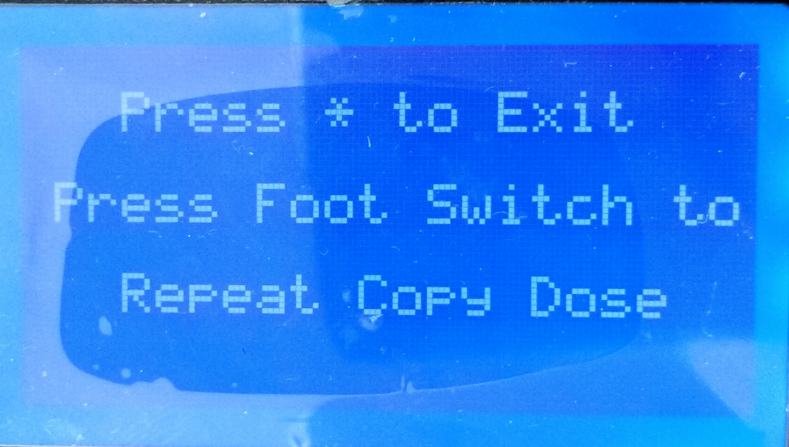 Press * to Exit
Press Foot Switch to
Repeat Copy Dose